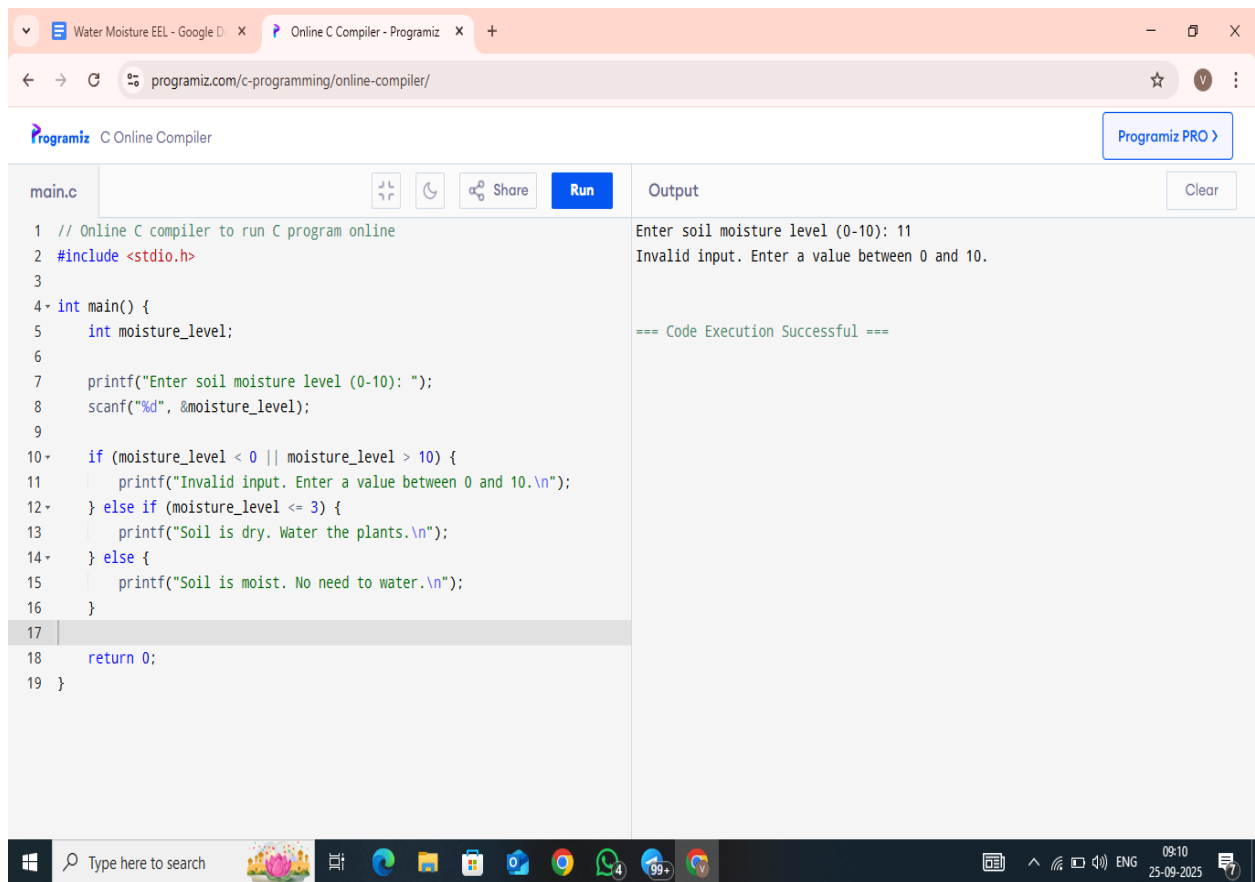 Water Moisture EEL - Google D
Online C Compiler - Programiz
programiz.com/c-programming/online-compiler/
V
Programiz C Online Compiler
Programiz PRO >
main.c
Share
Run
Output
Clear
1 // Online C compiler to run C program online
2 #include <stdio.h>
3
4 int main() {
5     int moisture_level;
6
7     printf("Enter soil moisture level (0-10): ");
8     scanf("%d", &moisture_level);
9
10     if (moisture_level < 0 || moisture_level > 10) {
11         printf("Invalid input. Enter a value between 0 and 10.\n");
12     } else if (moisture_level <= 3) {
13         printf("Soil is dry. Water the plants.\n");
14     } else {
15         printf("Soil is moist. No need to water.\n");
16     }
17
18     return 0;
19 }
Enter soil moisture level (0-10): 11
Invalid input. Enter a value between 0 and 10.
=== Code Execution Successful ===
Type here to search
4
99+
V
ENG
09:10
25-09-2025
7